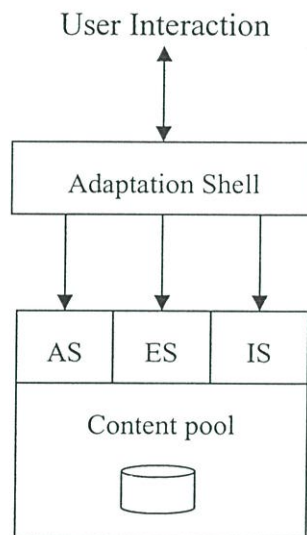 User Interaction
Adaptation Shell
AS ES IS
Content pool